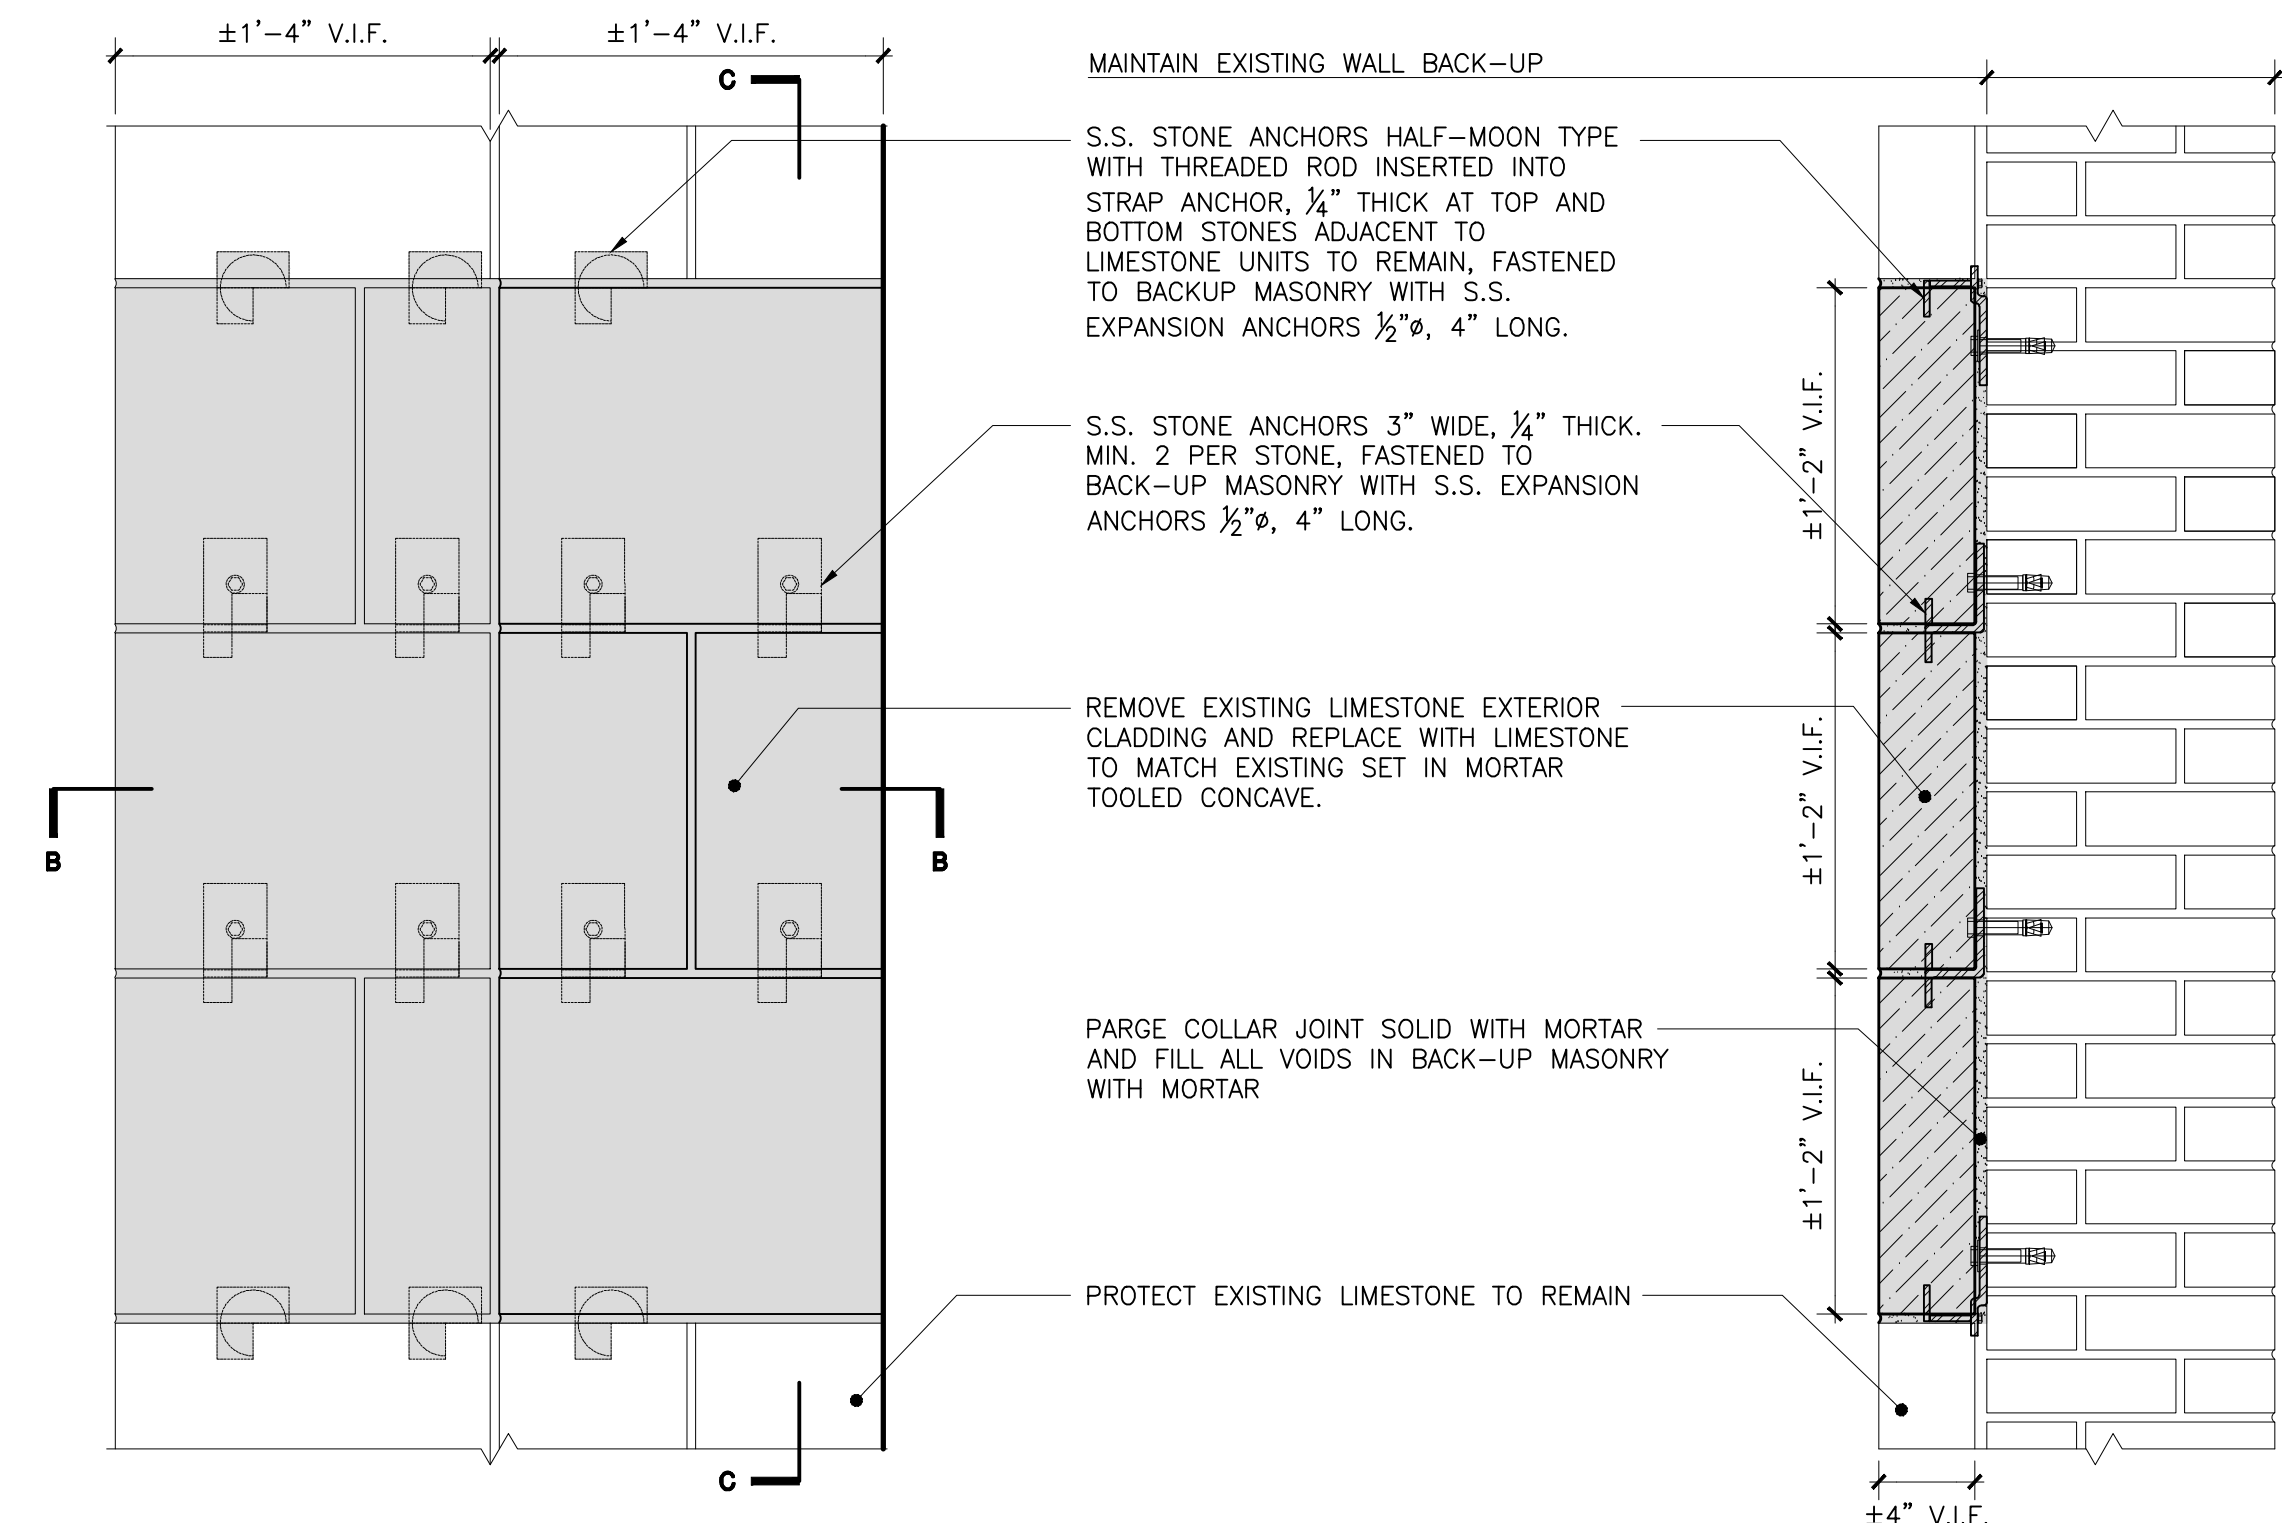 ±1'-4" V.I.F.
±1'-4" V.I.F.
C
MAINTAIN EXISTING WALL BACK-UP
S.S. STONE ANCHORS HALF-MOON TYPE
WITH THREADED ROD INSERTED INTO
STRAP ANCHOR, ¼" THICK AT TOP AND
BOTTOM STONES ADJACENT TO
LIMESTONE UNITS TO REMAIN, FASTENED
TO BACKUP MASONRY WITH S.S.
EXPANSION ANCHORS ½"ø, 4" LONG.
±1'-2" V.I.F.
S.S. STONE ANCHORS 3" WIDE, ¼" THICK.
MIN. 2 PER STONE, FASTENED TO
BACK-UP MASONRY WITH S.S. EXPANSION
ANCHORS ½"ø, 4" LONG.
REMOVE EXISTING LIMESTONE EXTERIOR
CLADDING AND REPLACE WITH LIMESTONE
TO MATCH EXISTING SET IN MORTAR
TOOLED CONCAVE.
±1'-2" V.I.F.
B
B
PARGE COLLAR JOINT SOLID WITH MORTAR
AND FILL ALL VOIDS IN BACK-UP MASONRY
WITH MORTAR
±1'-2" V.I.F.
PROTECT EXISTING LIMESTONE TO REMAIN
C
±4" V.I.F.